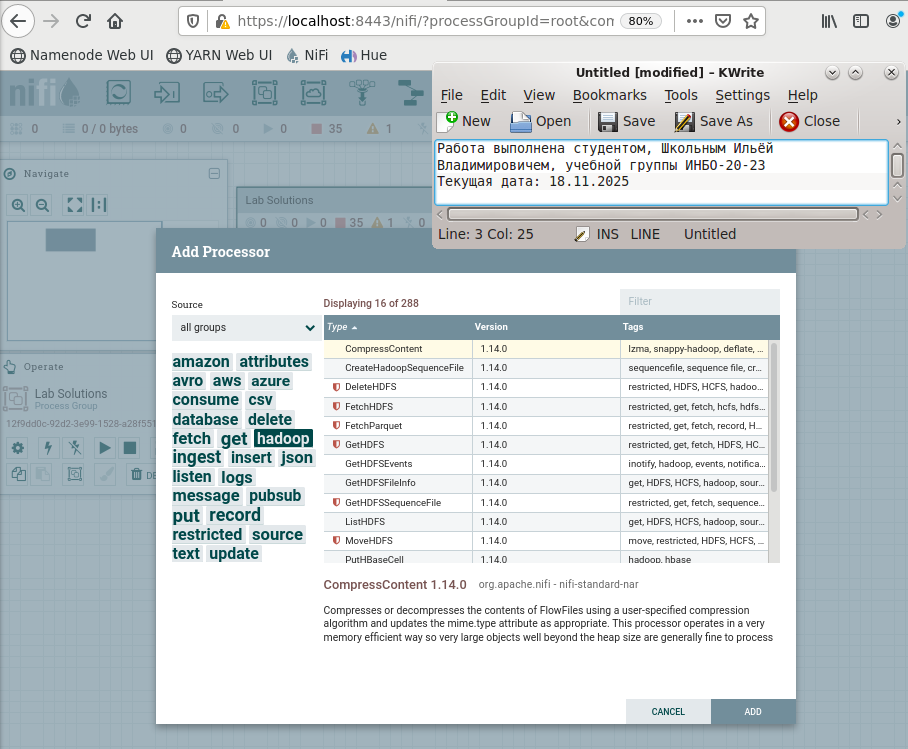 https://localhost:8443/nifi/?processGroupId=root&com
80%
Namenode Web UI
YARN Web UI
NiFi
Hue
nifi
0
0 / 0 bytes
0
0
0
35
1
Untitled [modified] – KWrite
File Edit View Bookmarks Tools Settings Help
New Open Save Save As Close
Работа выполнена студентом, Школьным Ильёй
Владимировичем, учебной группы ИНБО-20-23
Текущая дата: 18.11.2025
Line: 3 Col: 25 INS LINE Untitled
Navigate
Lab Solutions
0 0 0 35 1 0
Operate
Lab Solutions
Process Group
12f9dd0c-92d2-3e99-1528-a28f551
DE
Add Processor
Source
all groups
amazon attributes
avro aws azure
consume csv
database delete
fetch get hadoop
ingest insert json
listen logs
message pubsub
put record
restricted source
text update
Displaying 16 of 288
Filter
Type Version Tags
CompressContent 1.14.0 lzma, snappy-hadoop, deflate, ...
CreateHadoopSequenceFile 1.14.0 sequencefile, sequence file, cr...
DeleteHDFS 1.14.0 restricted, HDFS, HCFS, hadoo...
FetchHDFS 1.14.0 restricted, get, fetch, hcfs, hdfs...
FetchParquet 1.14.0 restricted, get, fetch, record, H...
GetHDFS 1.14.0 restricted, get, fetch, HDFS, HC...
GetHDFSEvents 1.14.0 inotify, hadoop, events, notifica...
GetHDFSFileInfo 1.14.0 get, HDFS, HCFS, hadoop, sour...
GetHDFSSequenceFile 1.14.0 restricted, get, fetch, sequence...
ListHDFS 1.14.0 get, HDFS, HCFS, hadoop, sour...
MoveHDFS 1.14.0 move, restricted, HDFS, HCFS, ...
PutHBaseCell 1.14.0 hadoop, hbase
CompressContent 1.14.0 org.apache.nifi - nifi-standard-nar
Compresses or decompresses the contents of FlowFiles using a user-specified compression
algorithm and updates the mime.type attribute as appropriate. This processor operates in a very
memory efficient way so very large objects well beyond the heap size are generally fine to process
CANCEL ADD